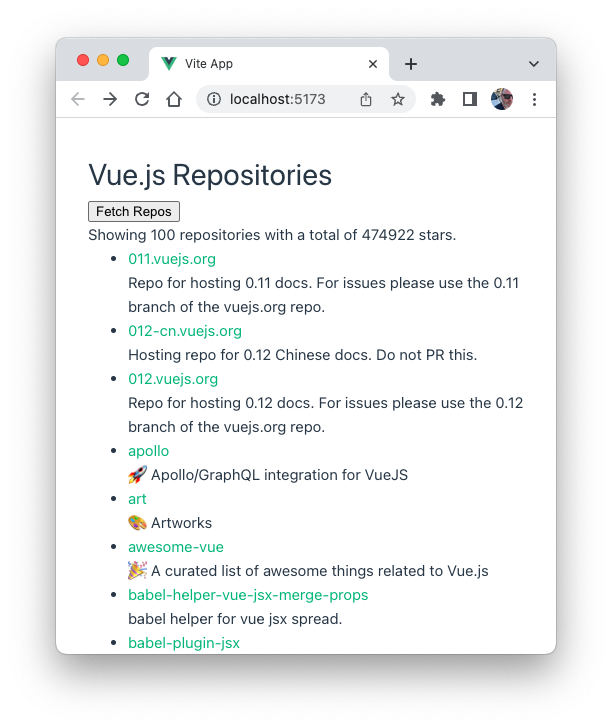 Vite App
localhost:5173
Vue.js Repositories
Fetch Repos
Showing 100 repositories with a total of 474922 stars.
011.vuejs.org
Repo for hosting 0.11 docs. For issues please use the 0.11
branch of the vuejs.org repo.
012-cn.vuejs.org
Hosting repo for 0.12 Chinese docs. Do not PR this.
012.vuejs.org
Repo for hosting 0.12 docs. For issues please use the 0.12
branch of the vuejs.org repo.
apollo
🚀 Apollo/GraphQL integration for VueJS
art
🎨 Artworks
awesome-vue
🎉 A curated list of awesome things related to Vue.js
babel-helper-vue-jsx-merge-props
babel helper for vue jsx spread.
babel-plugin-jsx